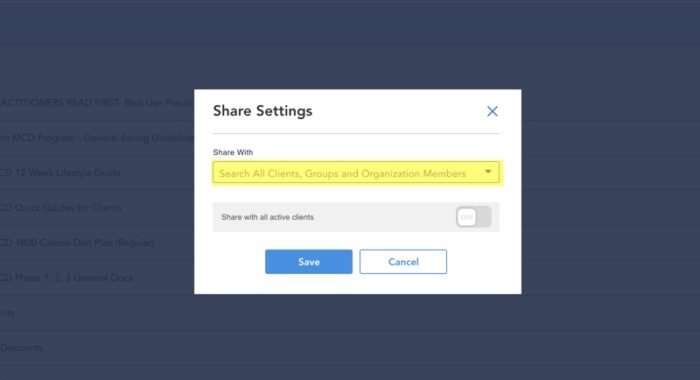 Share Settings
Share With
Search All Clients, Groups and Organization Members
Share with all active clients
OFF
Save
Cancel
ACTITIONERS READ FIRST- Best Use Practic
ro MCD Program - General Eating Guideline
CD 12 Week Lifestyle Guide
CD Quick Guides for Clients
CD 1800 Calorie Diet Plan (Regular)
CD Phase 1, 2, 3 General Docs
nts
Discounts